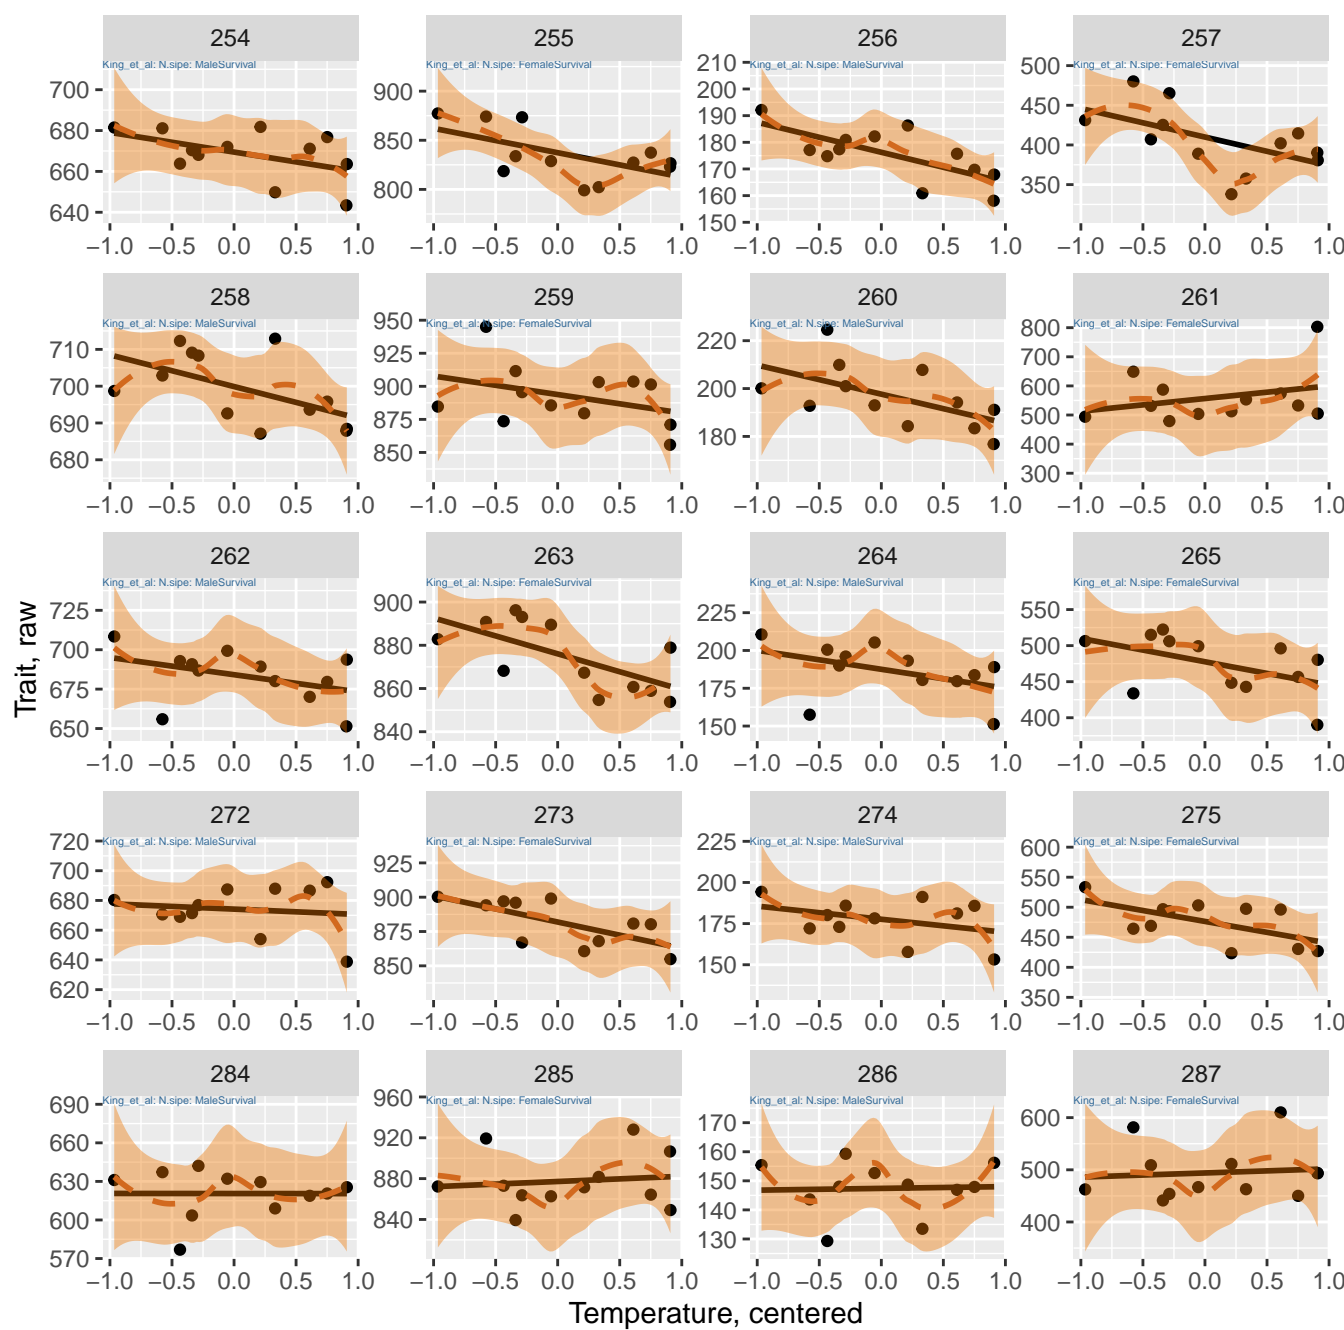 254 255 256 257
King_et_al: N.sipe: MaleSurvival King_et_al: N.sipe: FemaleSurvival King_et_al: N.sipe: MaleSurvival King_et_al: N.sipe: FemaleSurvival
700 680 660 640
900 850 800
210 200 190 180 170 160 150
500 450 400 350
−1.0 −0.5 0.0 0.5 1.0 −1.0 −0.5 0.0 0.5 1.0 −1.0 −0.5 0.0 0.5 1.0 −1.0 −0.5 0.0 0.5 1.0
258 259 260 261
King_et_al: N.sipe: MaleSurvival King_et_al: N.sipe: FemaleSurvival King_et_al: N.sipe: MaleSurvival King_et_al: N.sipe: FemaleSurvival
710 700 690 680
950 925 900 875 850
220 200 180
800 700 600 500 400 300
−1.0 −0.5 0.0 0.5 1.0 −1.0 −0.5 0.0 0.5 1.0 −1.0 −0.5 0.0 0.5 1.0 −1.0 −0.5 0.0 0.5 1.0
262 263 264 265
King_et_al: N.sipe: MaleSurvival King_et_al: N.sipe: FemaleSurvival King_et_al: N.sipe: MaleSurvival King_et_al: N.sipe: FemaleSurvival
725 700 675 650
900 880 860 840
225 200 175 150
550 500 450 400
−1.0 −0.5 0.0 0.5 1.0 −1.0 −0.5 0.0 0.5 1.0 −1.0 −0.5 0.0 0.5 1.0 −1.0 −0.5 0.0 0.5 1.0
Trait, raw
272 273 274 275
King_et_al: N.sipe: MaleSurvival King_et_al: N.sipe: FemaleSurvival King_et_al: N.sipe: MaleSurvival King_et_al: N.sipe: FemaleSurvival
720 700 680 660 640 620
925 900 875 850
225 200 175 150
600 550 500 450 400 350
−1.0 −0.5 0.0 0.5 1.0 −1.0 −0.5 0.0 0.5 1.0 −1.0 −0.5 0.0 0.5 1.0 −1.0 −0.5 0.0 0.5 1.0
284 285 286 287
King_et_al: N.sipe: MaleSurvival King_et_al: N.sipe: FemaleSurvival King_et_al: N.sipe: MaleSurvival King_et_al: N.sipe: FemaleSurvival
690 660 630 600 570
960 920 880 840
170 160 150 140 130
600 500 400
−1.0 −0.5 0.0 0.5 1.0 −1.0 −0.5 0.0 0.5 1.0 −1.0 −0.5 0.0 0.5 1.0 −1.0 −0.5 0.0 0.5 1.0
Temperature, centered